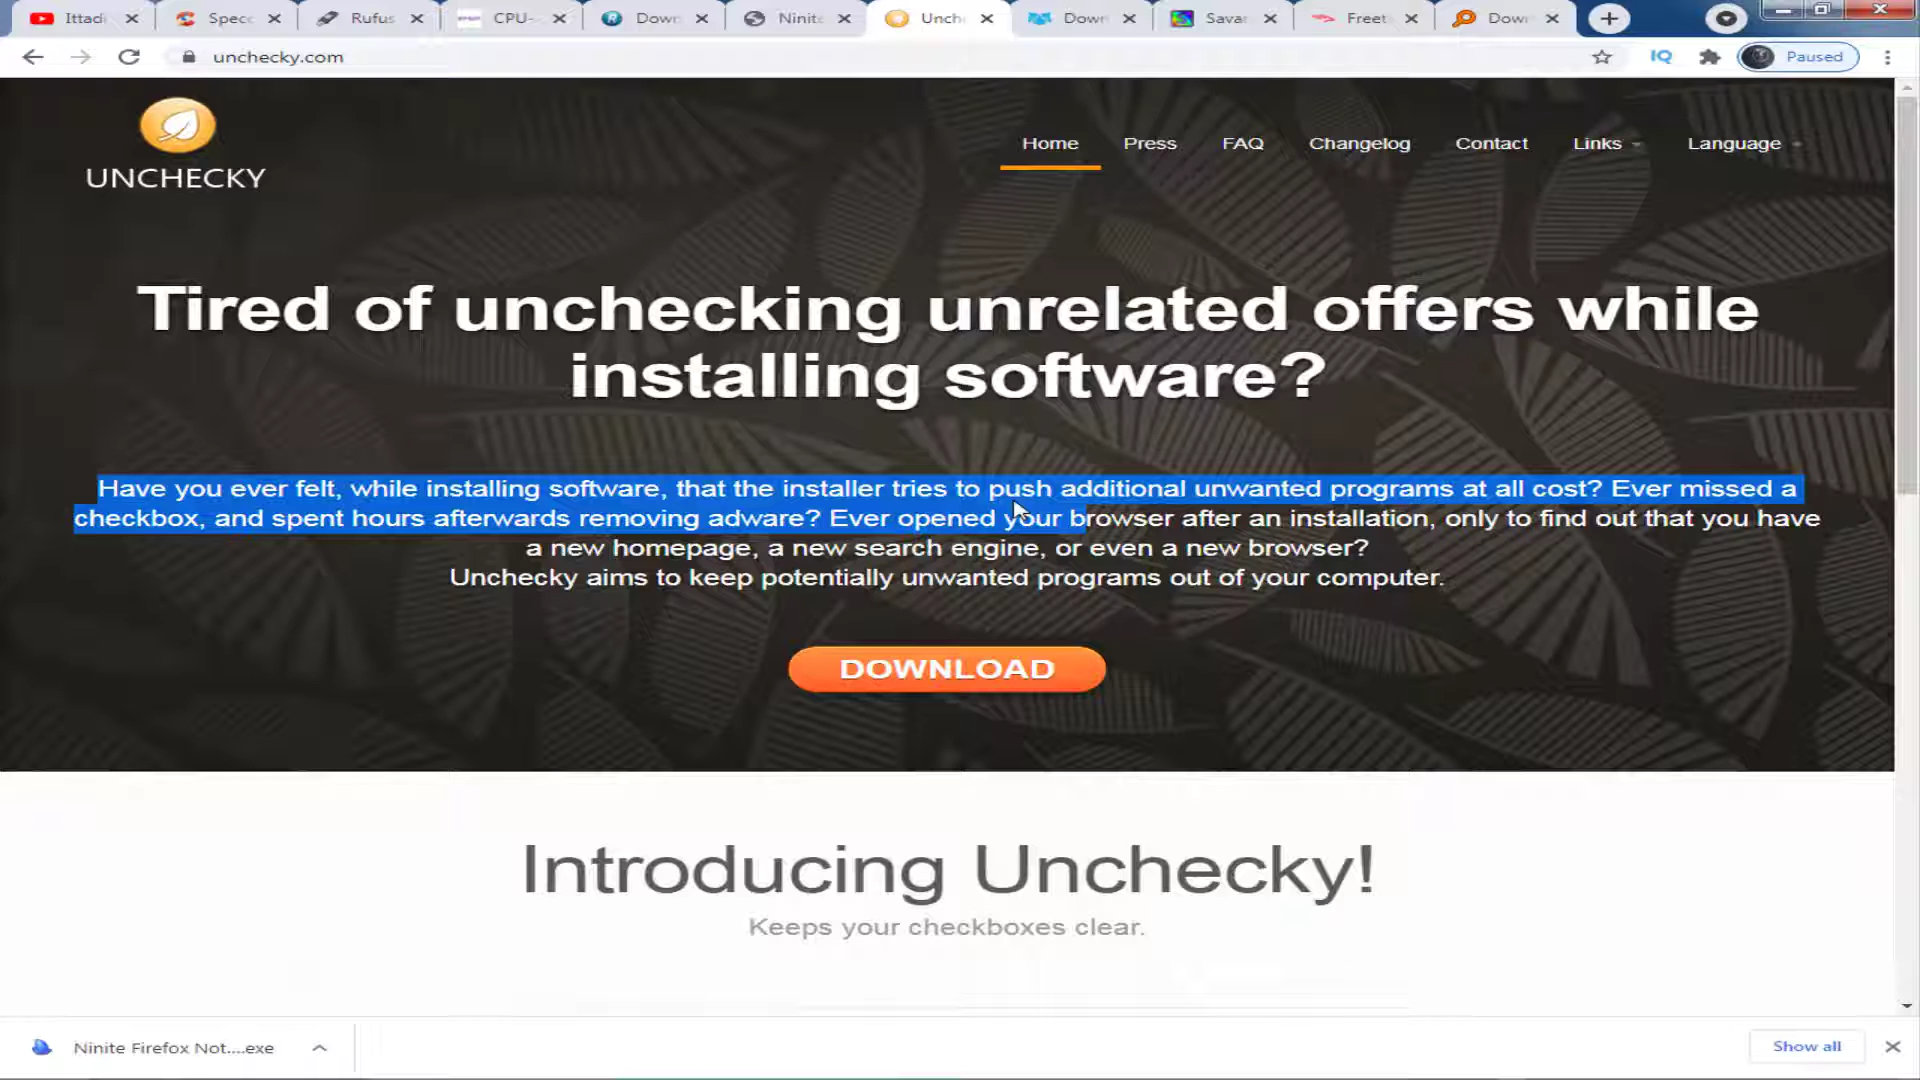 Ittadi
Spec
Rufus
CPU-
Down
Ninite
Unch
Down
Savar
Freet
Down
unchecky.com
IQ
Paused
UNCHECKY
Home
Press
FAQ
Changelog
Contact
Links
Language
Tired of unchecking unrelated offers while
installing software?
Have you ever felt, while installing software, that the installer tries to push additional unwanted programs at all cost? Ever missed a
checkbox, and spent hours afterwards removing adware? Ever opened your browser after an installation, only to find out that you have
a new homepage, a new search engine, or even a new browser?
Unchecky aims to keep potentially unwanted programs out of your computer.
DOWNLOAD
Introducing Unchecky!
Keeps your checkboxes clear.
Ninite Firefox Not....exe
Show all